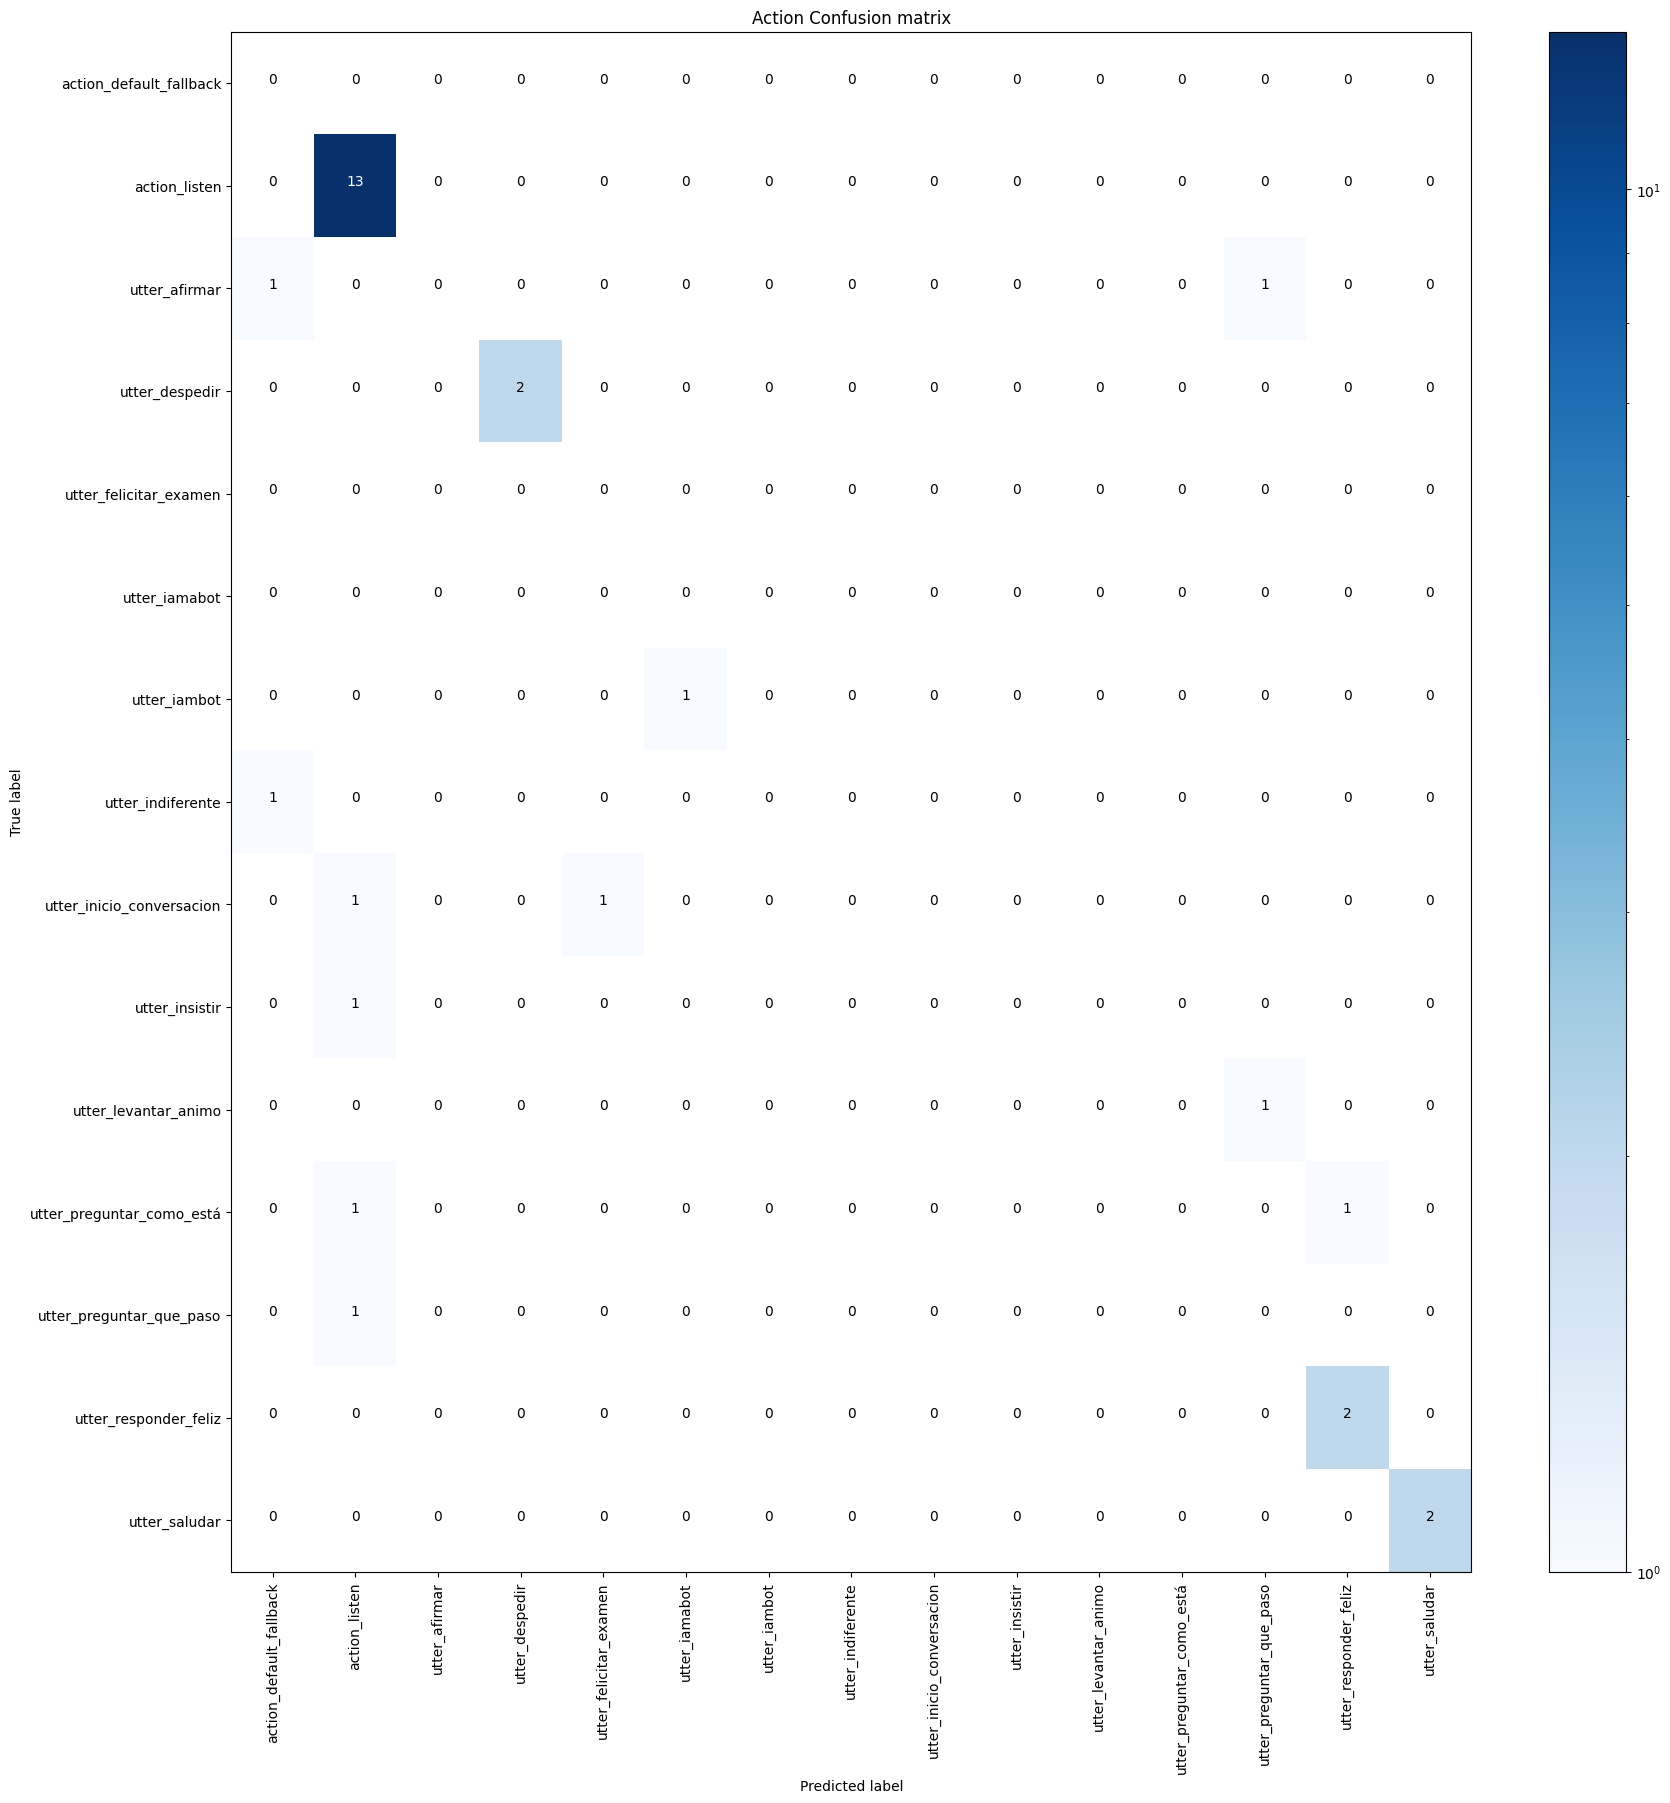 Action Confusion matrix
action_default_fallback 0 0 0 0 0 0 0 0 0 0 0 0 0 0 0
action_listen 0 13 0 0 0 0 0 0 0 0 0 0 0 0 0
utter_afirmar 1 0 0 0 0 0 0 0 0 0 0 0 1 0 0
utter_despedir 0 0 0 2 0 0 0 0 0 0 0 0 0 0 0
utter_felicitar_examen 0 0 0 0 0 0 0 0 0 0 0 0 0 0 0
utter_iamabot 0 0 0 0 0 0 0 0 0 0 0 0 0 0 0
utter_iambot 0 0 0 0 0 1 0 0 0 0 0 0 0 0 0
utter_indiferente 1 0 0 0 0 0 0 0 0 0 0 0 0 0 0
utter_inicio_conversacion 0 1 0 0 1 0 0 0 0 0 0 0 0 0 0
utter_insistir 0 1 0 0 0 0 0 0 0 0 0 0 0 0 0
utter_levantar_animo 0 0 0 0 0 0 0 0 0 0 0 0 1 0 0
utter_preguntar_como_está 0 1 0 0 0 0 0 0 0 0 0 0 0 1 0
utter_preguntar_que_paso 0 1 0 0 0 0 0 0 0 0 0 0 0 0 0
utter_responder_feliz 0 0 0 0 0 0 0 0 0 0 0 0 0 2 0
utter_saludar 0 0 0 0 0 0 0 0 0 0 0 0 0 0 2
True label
action_default_fallback
action_listen
utter_afirmar
utter_despedir
utter_felicitar_examen
utter_iamabot
utter_iambot
utter_indiferente
utter_inicio_conversacion
utter_insistir
utter_levantar_animo
utter_preguntar_como_está
utter_preguntar_que_paso
utter_responder_feliz
utter_saludar
Predicted label
10¹
10⁰